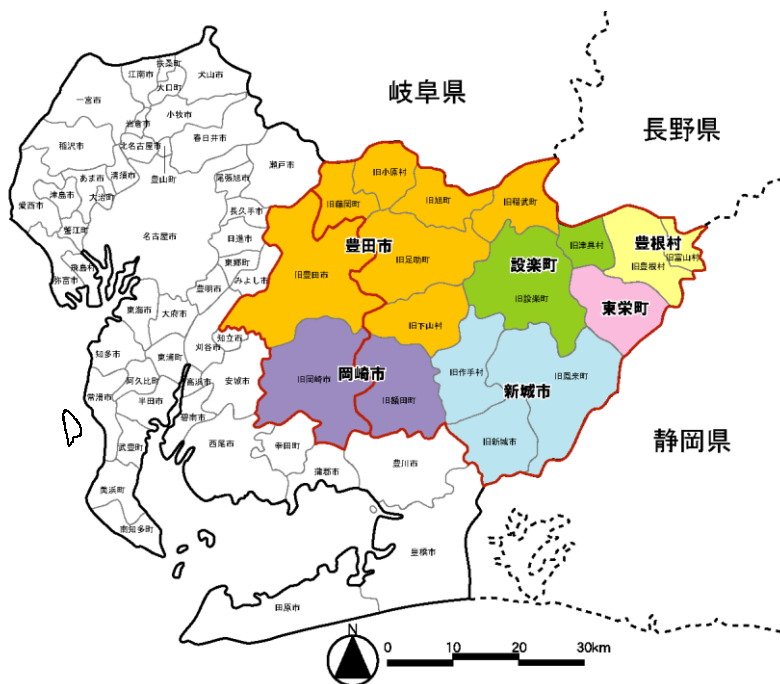 岐阜県
長野県
静岡県
扶桑町
江南市
犬山市
大口町
一宮市
小牧市
岩倉市
春日井市
稲沢市
北名古屋市
瀬戸市
あま市
清須市
豊山町
尾張旭市
津島市
大治町
愛西市
長久手市
蟹江町
名古屋市
日進市
東郷町
飛島村
弥富市
みよし市
豊明市
東海市
大府市
知立市
刈谷市
知多市
東浦町
阿久比町
高浜市
安城市
常滑市
半田市
碧南市
武豊町
西尾市
幸田町
蒲郡市
豊川市
美浜町
南知多町
豊橋市
田原市
旧小原村
旧藤岡町
旧旭町
旧稲武町
豊田市
旧足助町
旧豊田市
旧下山村
旧津具村
設楽町
旧設楽町
豊根村
旧富山村
旧豊根村
東栄町
岡崎市
旧岡崎市
旧額田町
旧作手村
旧鳳来町
新城市
旧新城市
N
0 10 20 30km